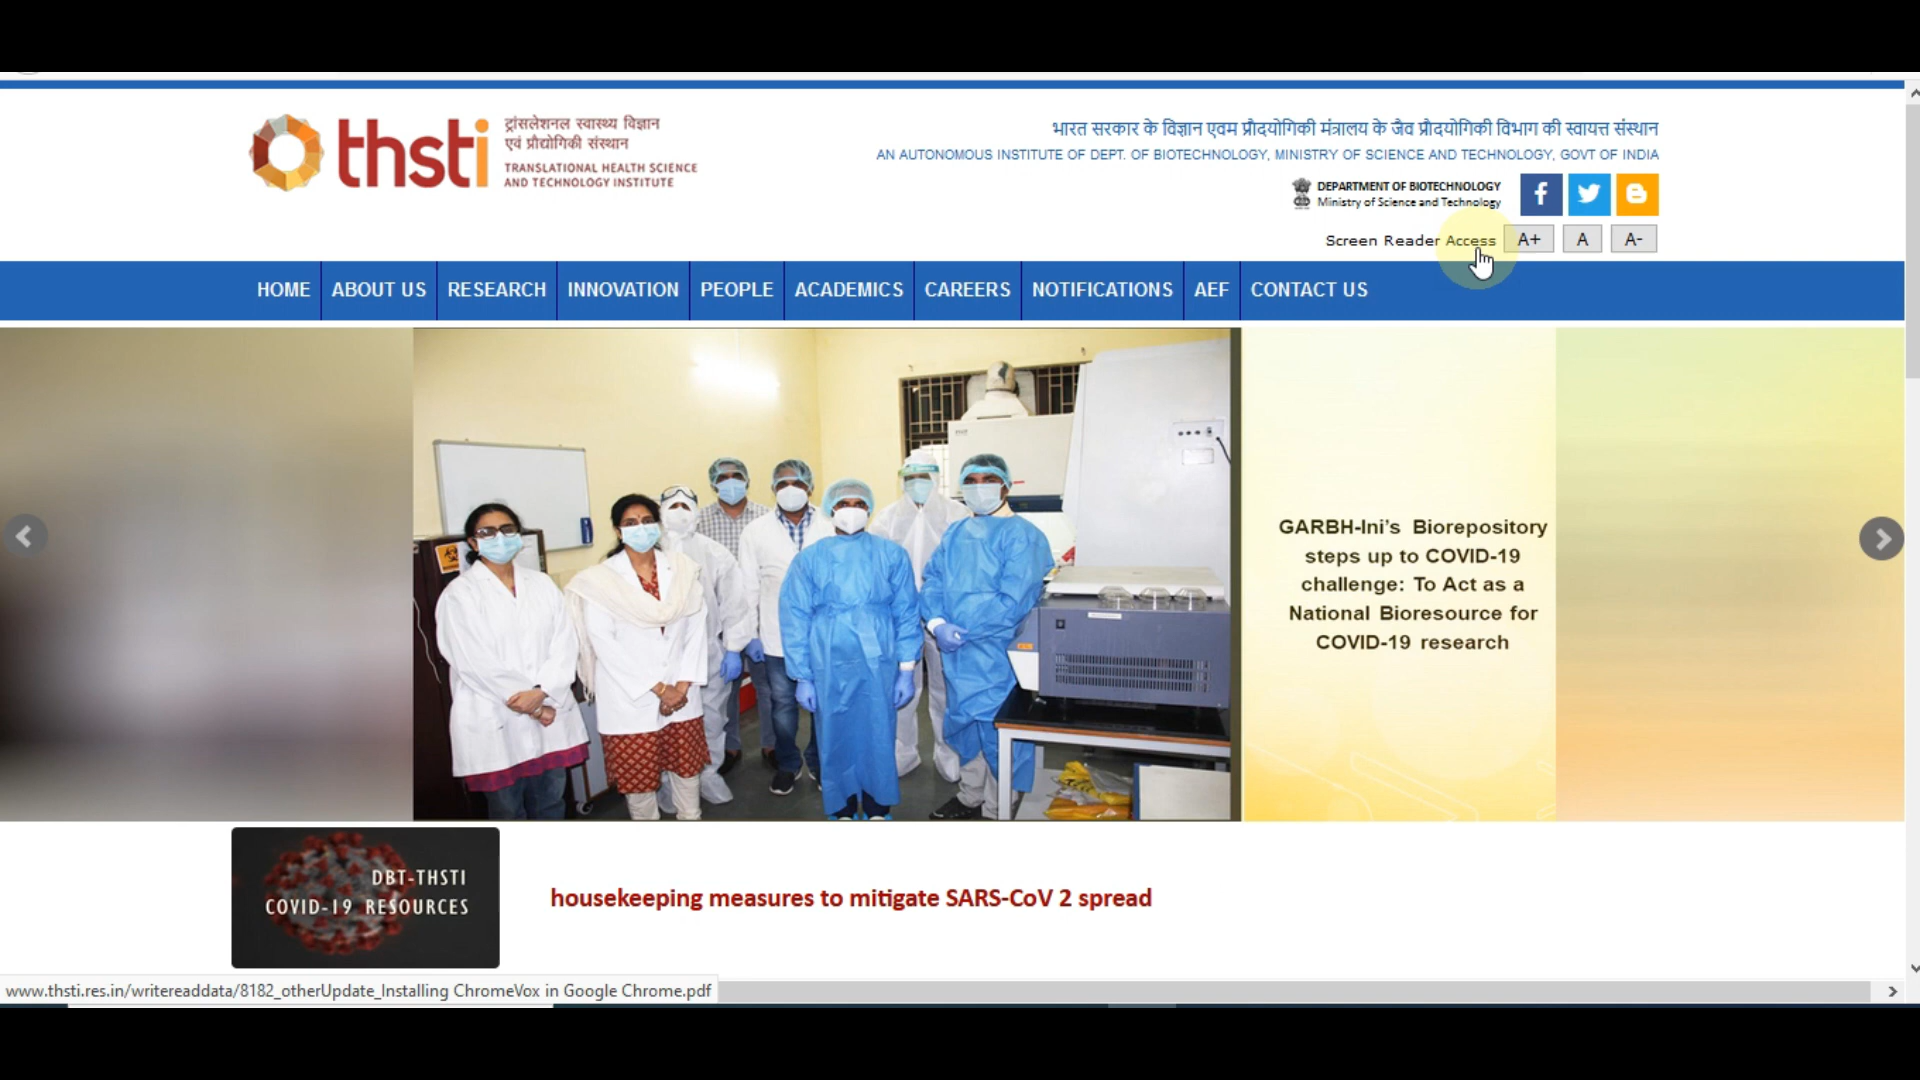 thsti
ट्रांसलेशनल स्वास्थ्य विज्ञान
एवं प्रौद्योगिकी संस्थान
TRANSLATIONAL HEALTH SCIENCE
AND TECHNOLOGY INSTITUTE
भारत सरकार के विज्ञान एवम प्रौदयोगिकी मंत्रालय के जैव प्रौदयोगिकी विभाग की स्वायत्त संस्थान
AN AUTONOMOUS INSTITUTE OF DEPT. OF BIOTECHNOLOGY, MINISTRY OF SCIENCE AND TECHNOLOGY, GOVT OF INDIA
DEPARTMENT OF BIOTECHNOLOGY
Ministry of Science and Technology
Screen Reader Access A+ A A-
HOME ABOUT US RESEARCH INNOVATION PEOPLE ACADEMICS CAREERS NOTIFICATIONS AEF CONTACT US
GARBH-Ini's Biorepository
steps up to COVID-19
challenge: To Act as a
National Bioresource for
COVID-19 research
DBT-THSTI
COVID-19 RESOURCES
housekeeping measures to mitigate SARS-CoV 2 spread
www.thsti.res.in/writereaddata/8182_otherUpdate_Installing ChromeVox in Google Chrome.pdf